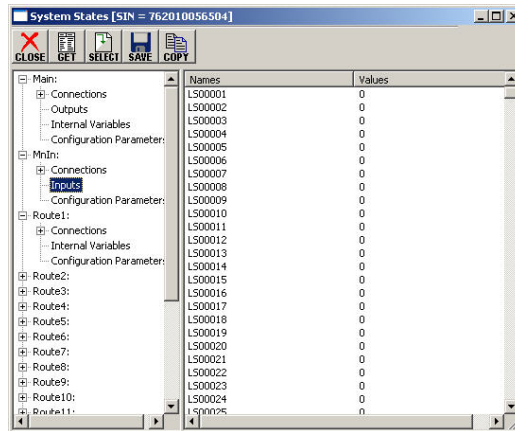 System States [SIN = 762010056504]
CLOSE GET SELECT SAVE COPY
Main:
Connections
Outputs
Internal Variables
Configuration Parameter:
MnIn:
Connections
Inputs
Configuration Parameter:
Route1:
Connections
Internal Variables
Configuration Parameter:
Route2:
Route3:
Route4:
Route5:
Route6:
Route7:
Route8:
Route9:
Route10:
Route11:
Names Values
LS00001 0
LS00002 0
LS00003 0
LS00004 0
LS00005 0
LS00006 0
LS00007 0
LS00008 0
LS00009 0
LS00010 0
LS00011 0
LS00012 0
LS00013 0
LS00014 0
LS00015 0
LS00016 0
LS00017 0
LS00018 0
LS00019 0
LS00020 0
LS00021 0
LS00022 0
LS00023 0
LS00024 0
LS00025 0